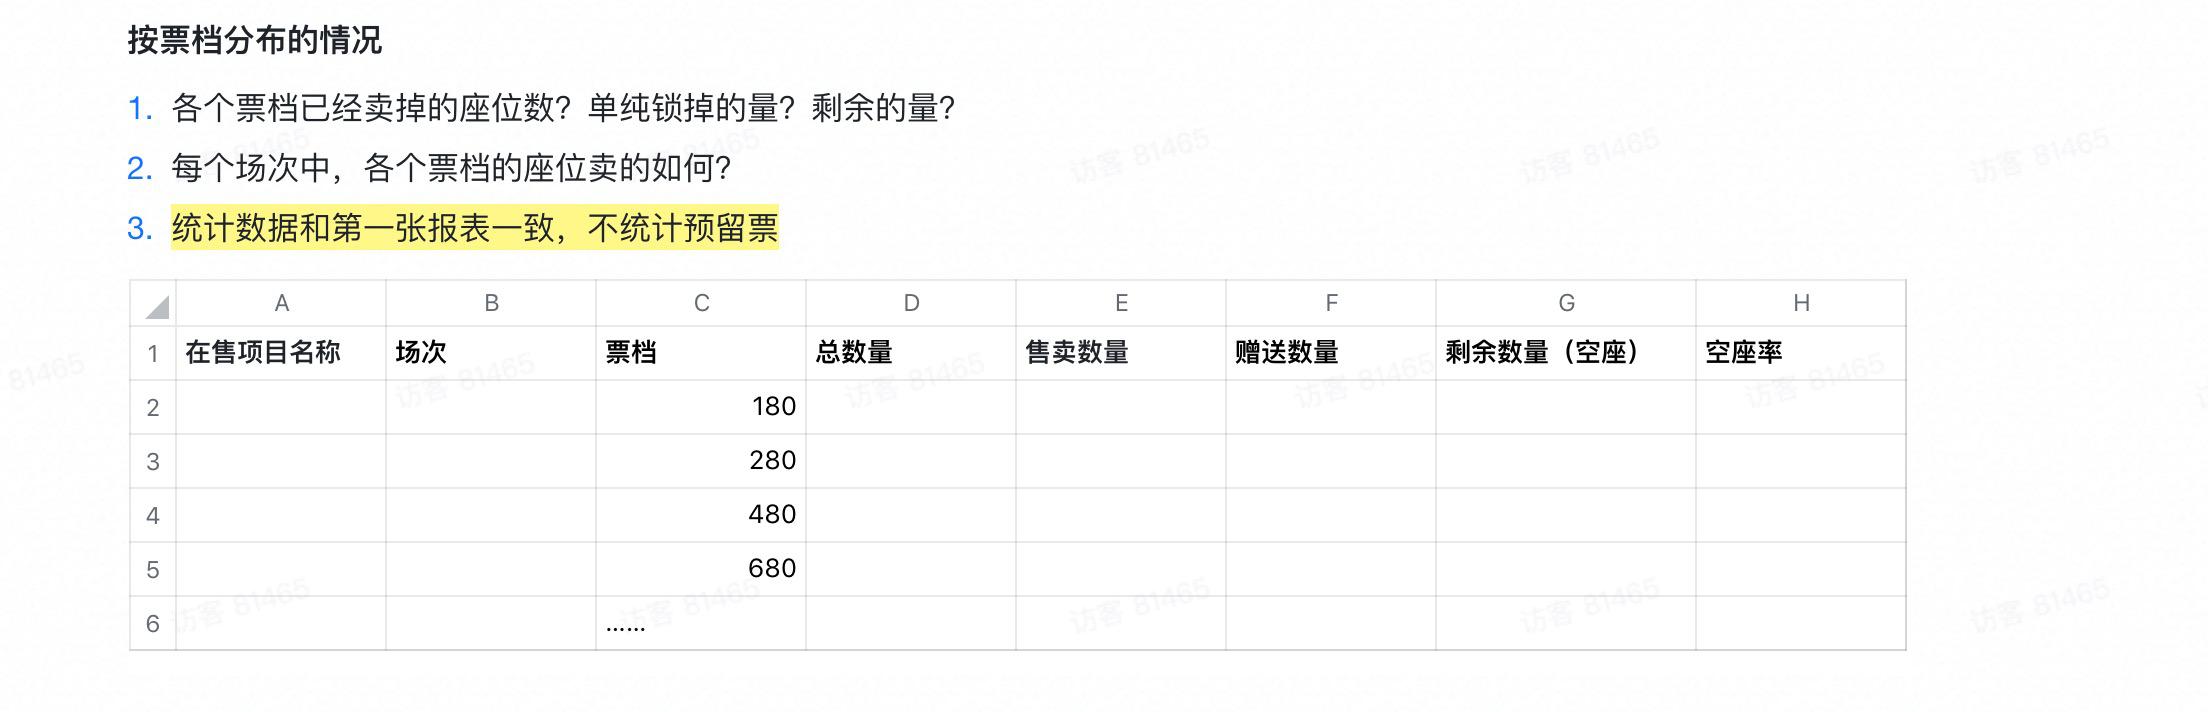 按票档分布的情况
1. 各个票档已经卖掉的座位数？单纯锁掉的量？剩余的量？
2. 每个场次中，各个票档的座位卖的如何？
3. 统计数据和第一张报表一致，不统计预留票
A B C D E F G H
1 在售项目名称 场次 票档 总数量 售卖数量 赠送数量 剩余数量（空座） 空座率
2 180
3 280
4 480
5 680
6 ......
访客 81465